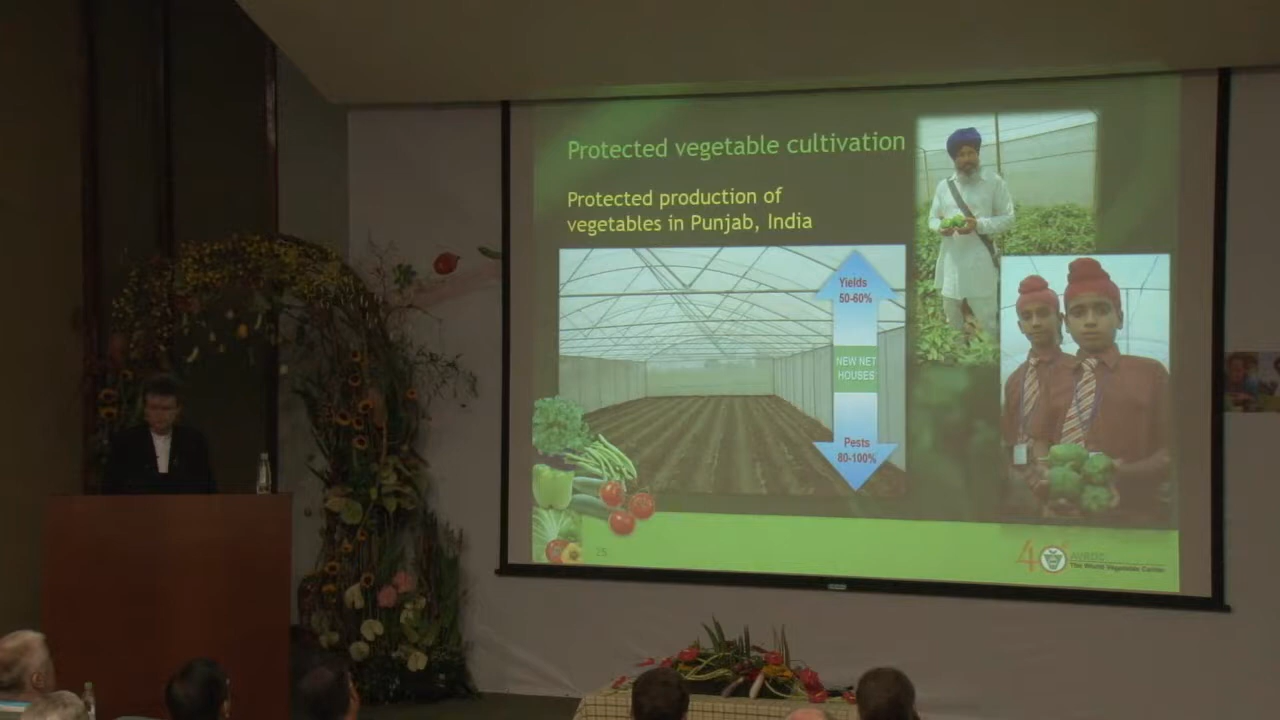 Protected vegetable cultivation
Protected production of
vegetables in Punjab, India
Yields
50-60%
NEW NET
HOUSES
Pests
80-100%
25
40
AVRDC
The World Vegetable Center